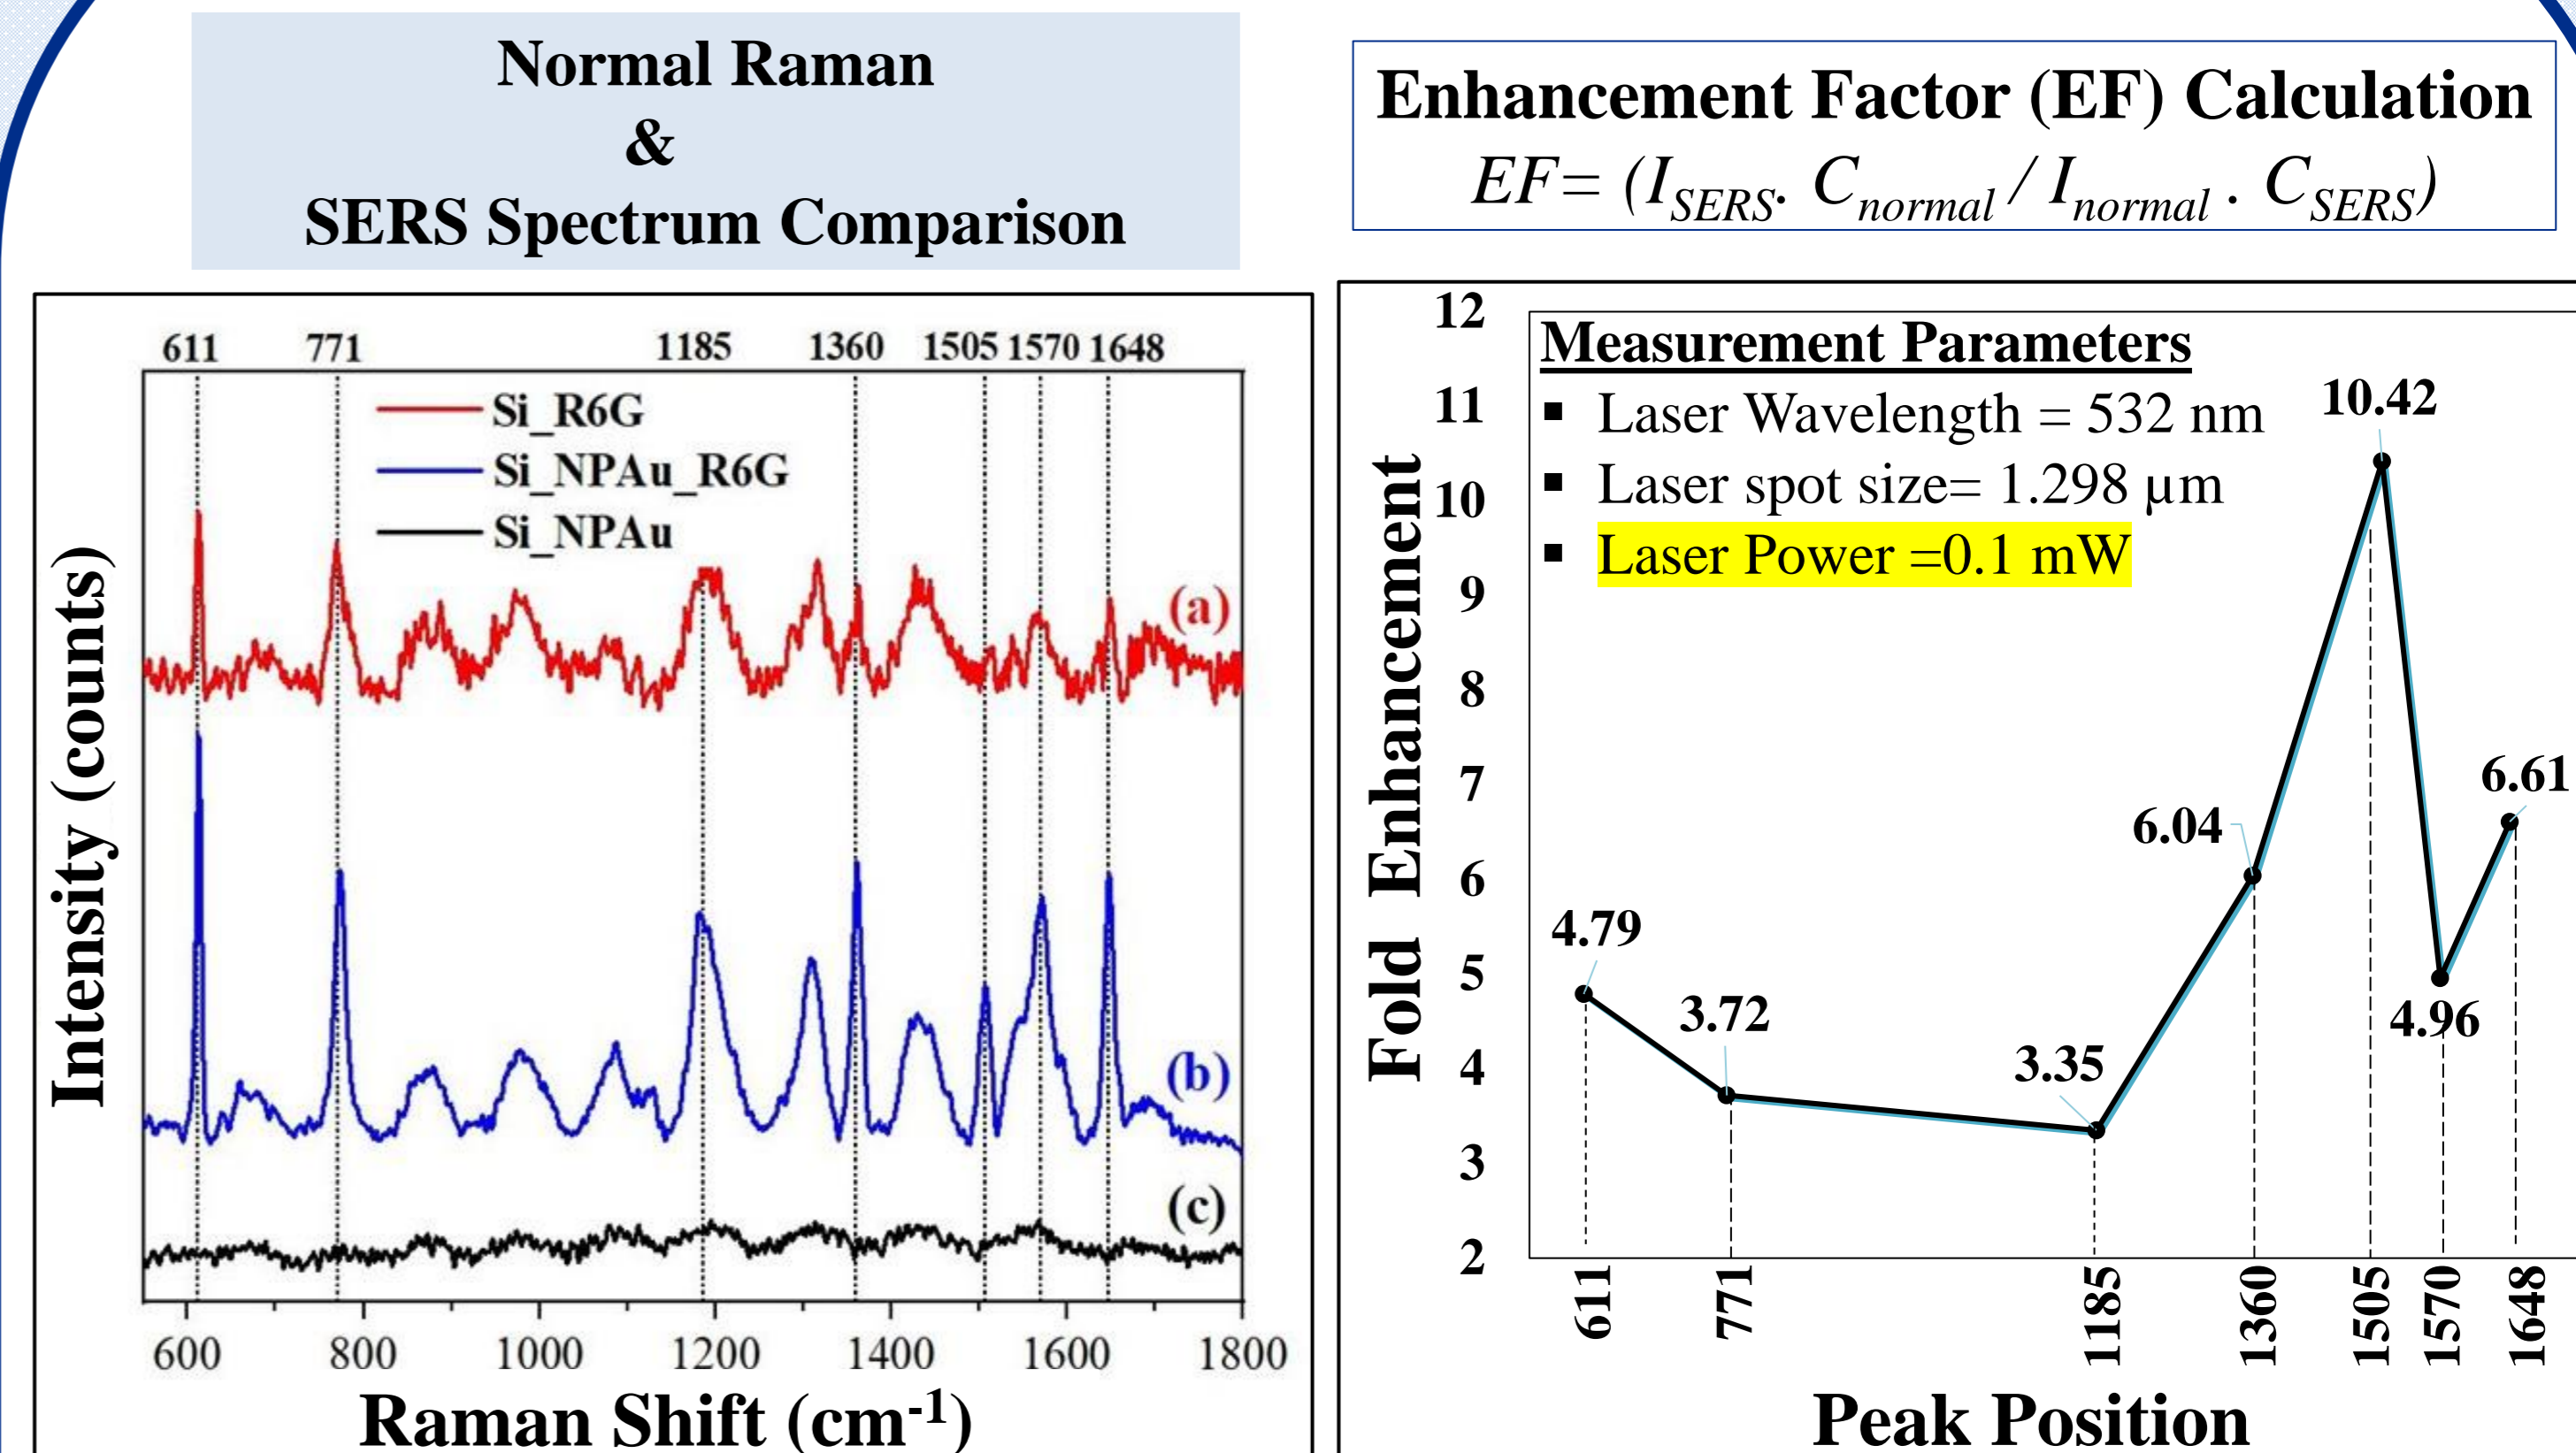 Normal Raman
&
SERS Spectrum Comparison
611 771 1185 1360 1505 1570 1648
Si_R6G
Si_NPAu_R6G
Si_NPAu
(a)
(b)
(c)
Intensity (counts)
600 800 1000 1200 1400 1600 1800
Raman Shift (cm-1)
Enhancement Factor (EF) Calculation
EF= (ISERS. Cnormal / Inormal . CSERS)
Measurement Parameters
▪ Laser Wavelength = 532 nm
▪ Laser spot size= 1.298 µm
▪ Laser Power =0.1 mW
Fold Enhancement
12
11
10
9
8
7
6
5
4
3
2
4.79
3.72
3.35
6.04
10.42
4.96
6.61
611 771 1185 1360 1505 1570 1648
Peak Position